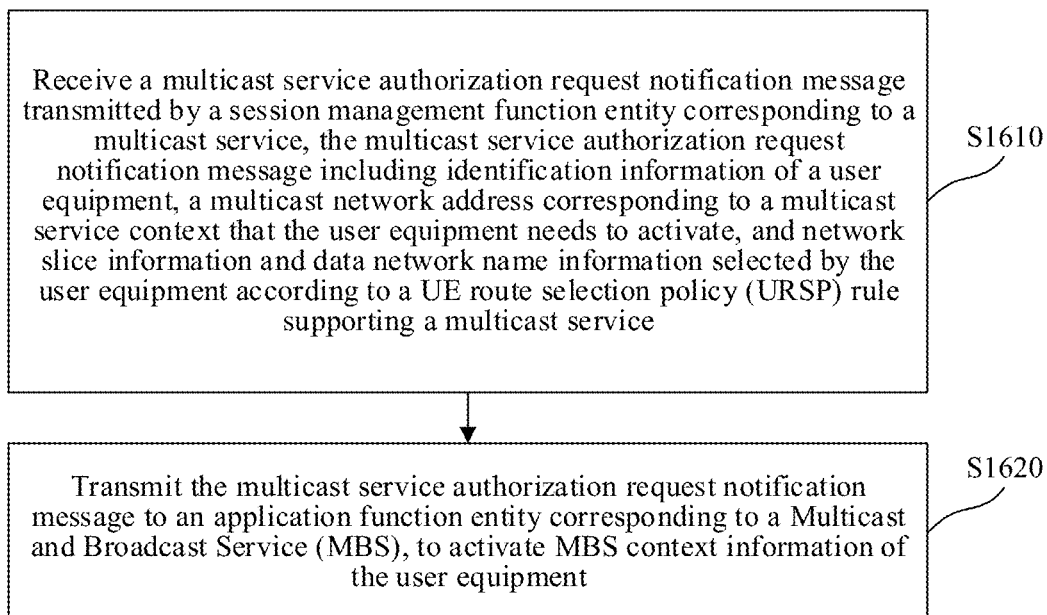 Receive a multicast service authorization request notification message
transmitted by a session management function entity corresponding to a
multicast service, the multicast service authorization request
notification message including identification information of a user
equipment, a multicast network address corresponding to a multicast
service context that the user equipment needs to activate, and network
slice information and data network name information selected by the
user equipment according to a UE route selection policy (URSP) rule
supporting a multicast service
S1610
Transmit the multicast service authorization request notification
message to an application function entity corresponding to a Multicast
and Broadcast Service (MBS), to activate MBS context information of
the user equipment
S1620